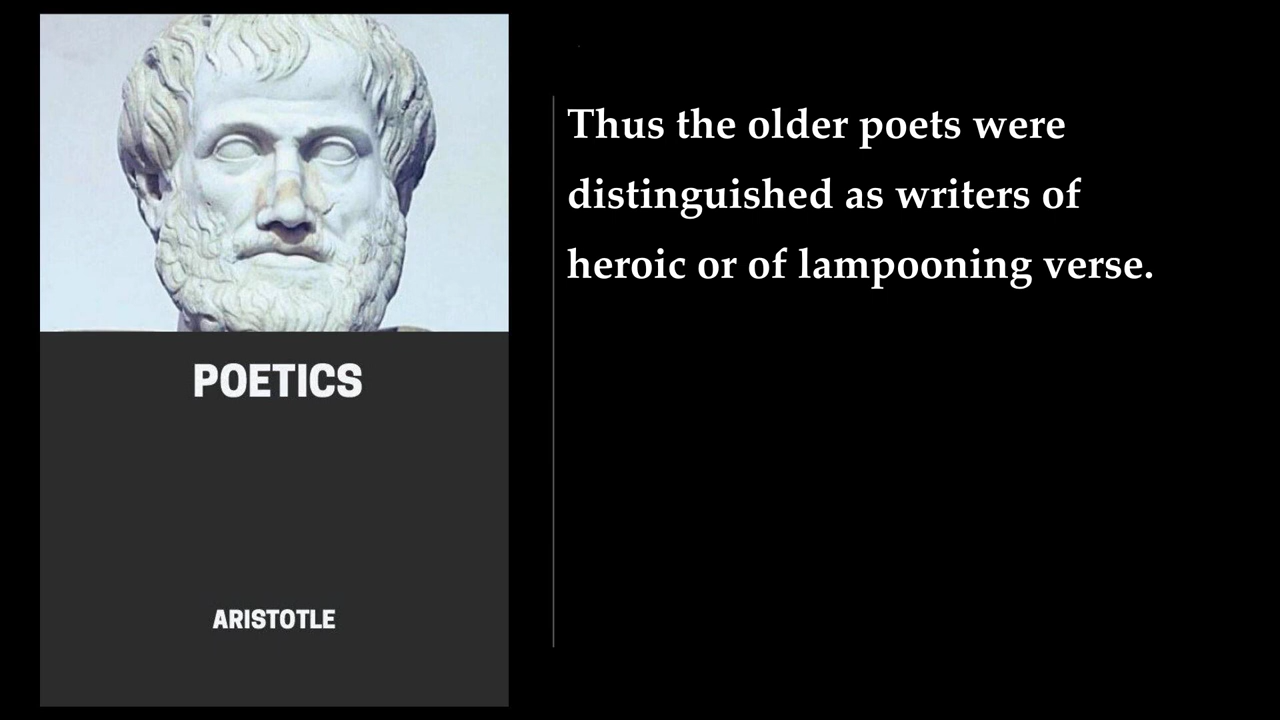 POETICS
ARISTOTLE
Thus the older poets were
distinguished as writers of
heroic or of lampooning verse.